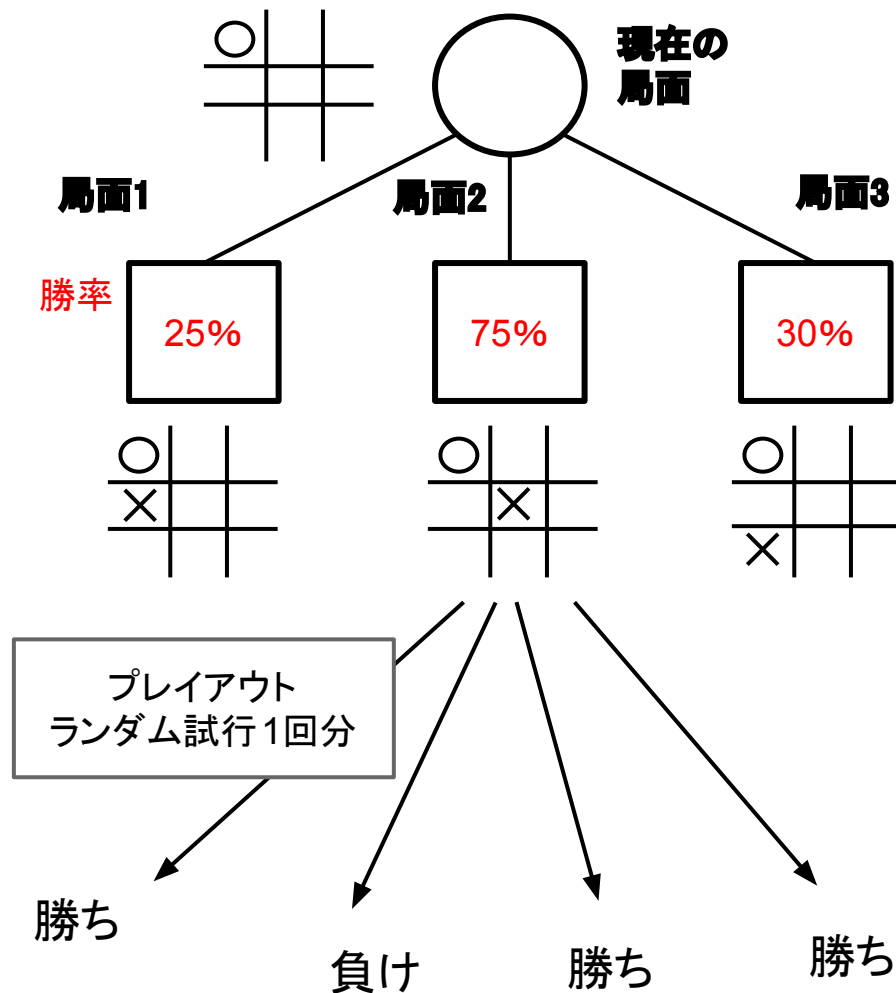 現在の
局面
局面1
局面2
局面3
勝率
25%
75%
30%
プレイアウト
ランダム試行1回分
勝ち
負け
勝ち
勝ち